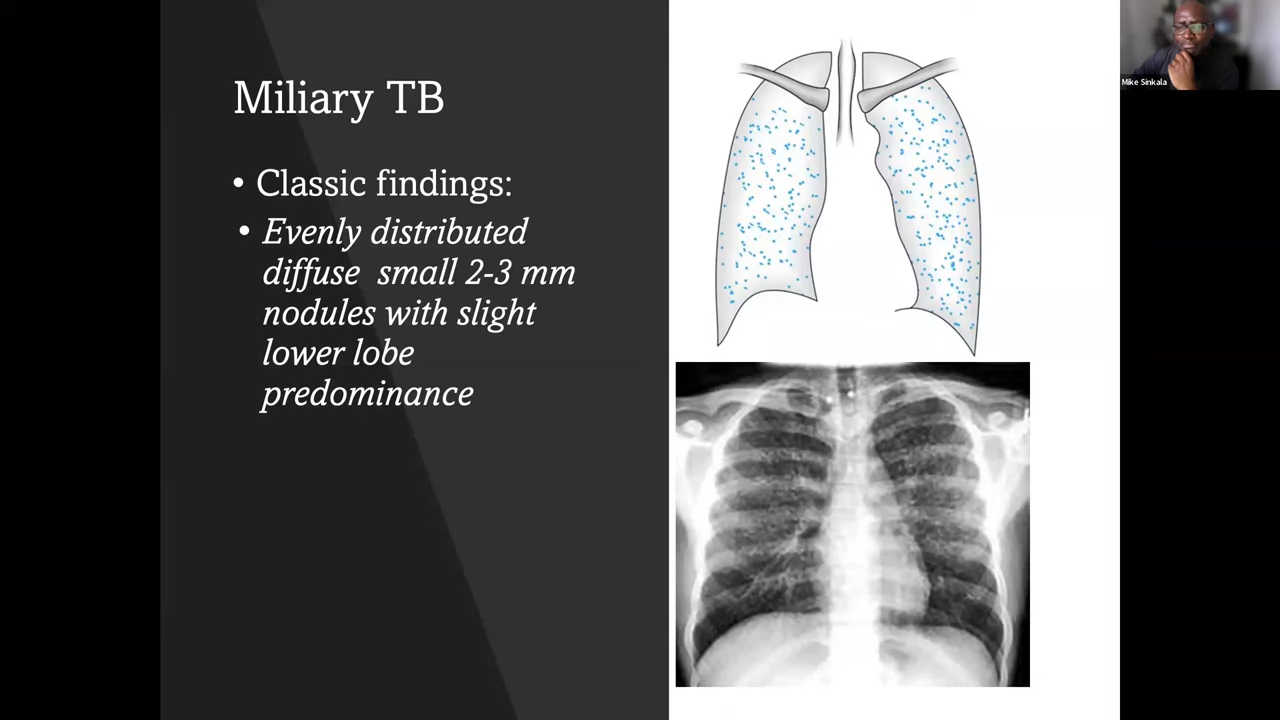 Miliary TB
• Classic findings:
• Evenly distributed
diffuse  small 2-3 mm
nodules with slight
lower lobe
predominance
Mike Sinkala